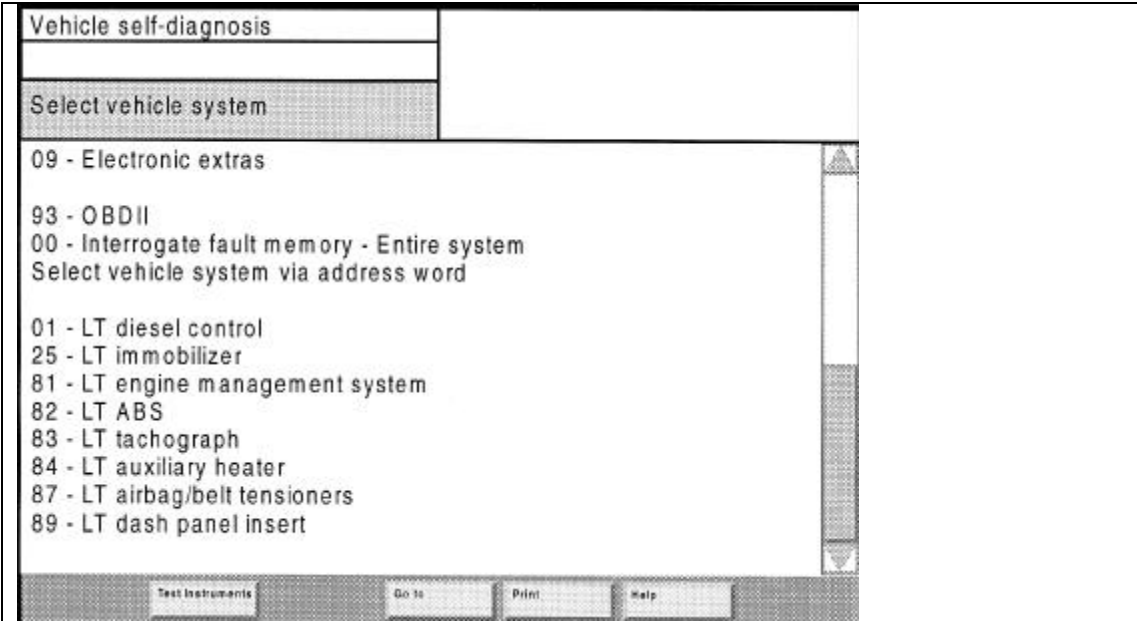 Vehicle self-diagnosis
Select vehicle system
09 - Electronic extras
93 - OBDII
00 - Interrogate fault memory - Entire system
Select vehicle system via address word
01 - LT diesel control
25 - LT immobilizer
81 - LT engine management system
82 - LT ABS
83 - LT tachograph
84 - LT auxiliary heater
87 - LT airbag/belt tensioners
89 - LT dash panel insert
Test Instruments
Go to
Print
Help